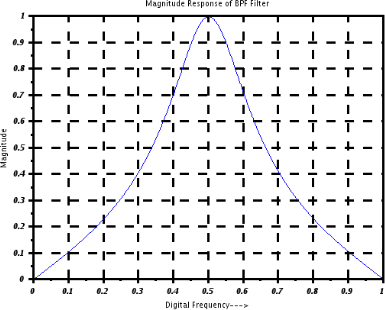 Magnitude Response of BPF Filter
1
0.9
0.8
0.7
0.6
0.5
0.4
0.3
0.2
0.1
0
Magnitude
0 0.1 0.2 0.3 0.4 0.5 0.6 0.7 0.8 0.9 1
Digital Frequency--->